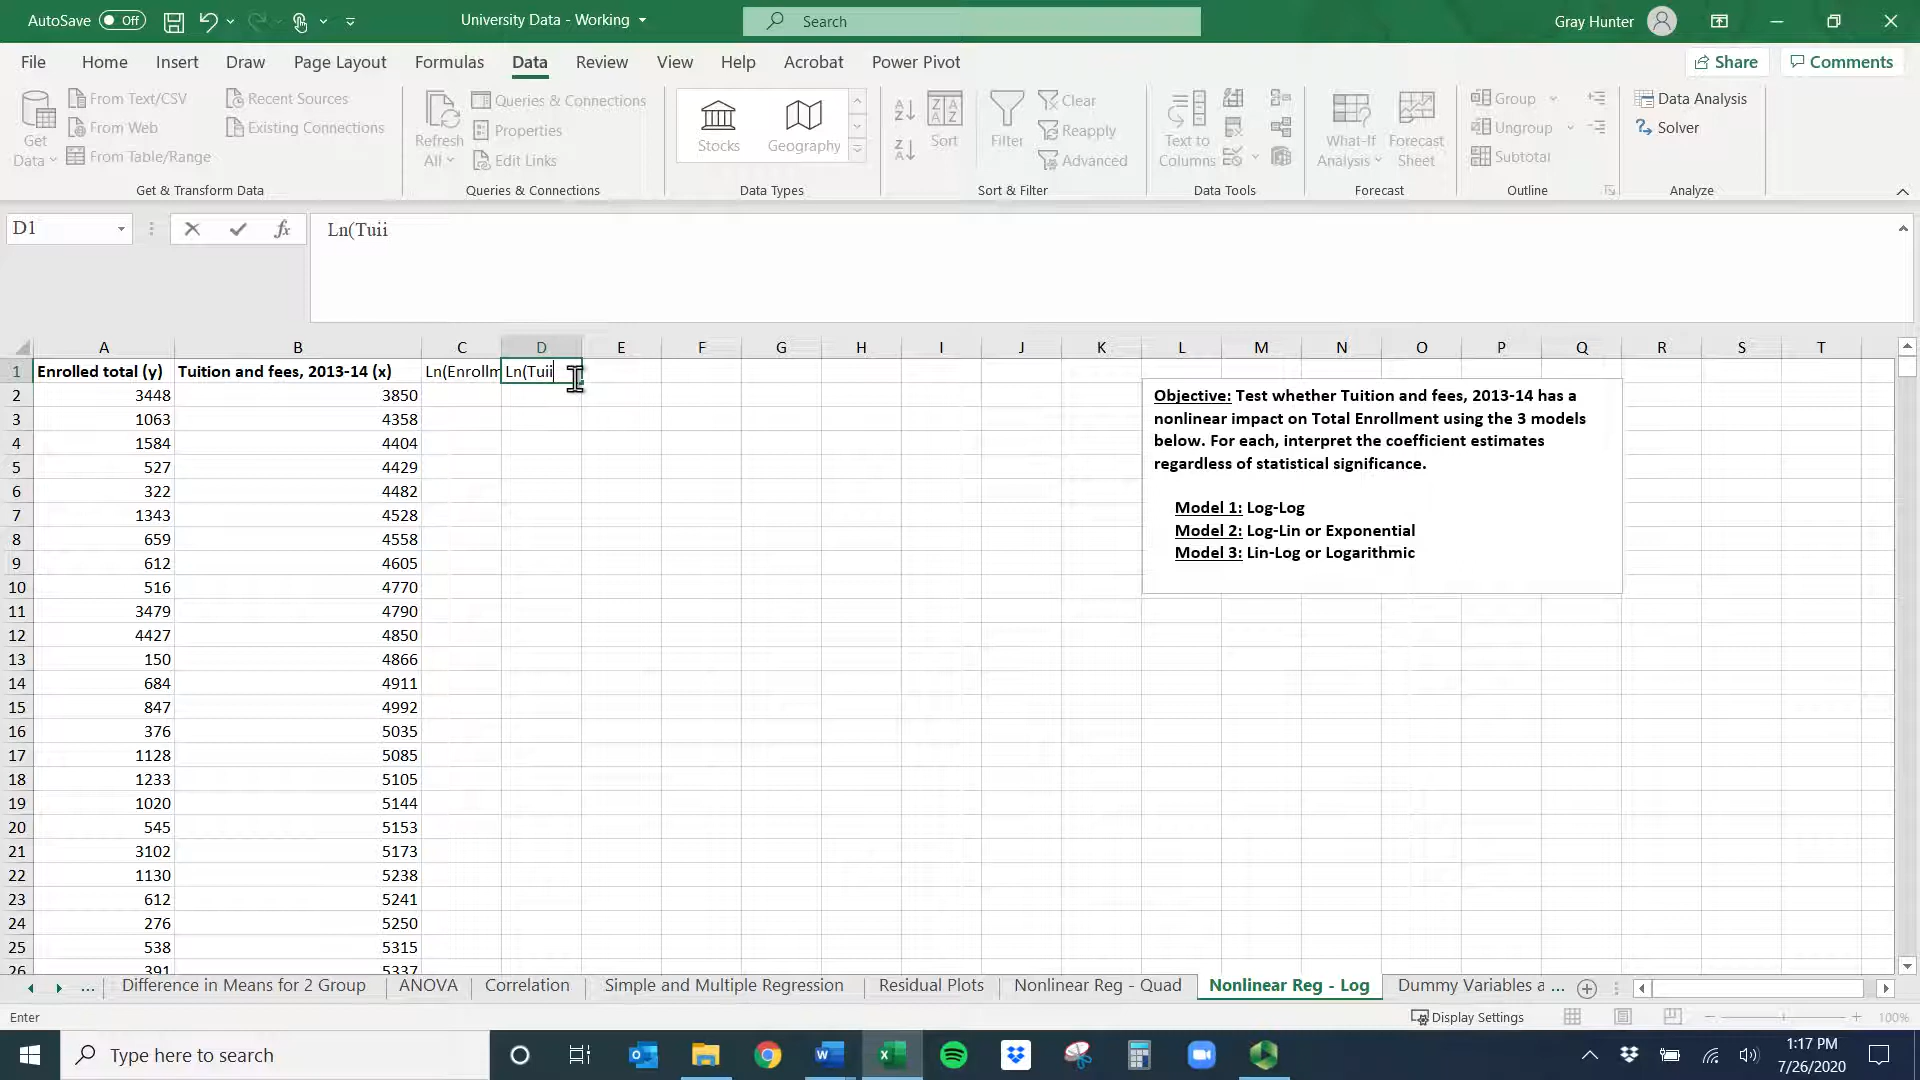 AutoSave Off
University Data - Working
Search
Gray Hunter
File Home Insert Draw Page Layout Formulas Data Review View Help Acrobat Power Pivot Share Comments
Get Data
From Text/CSV
From Web
From Table/Range
Recent Sources
Existing Connections
Get & Transform Data
Refresh All
Queries & Connections
Properties
Edit Links
Queries & Connections
Stocks
Geography
Data Types
Sort
Filter
Clear
Reapply
Advanced
Sort & Filter
Text to Columns
Data Tools
What-If Analysis
Forecast Sheet
Forecast
Group
Ungroup
Subtotal
Outline
Data Analysis
Solver
Analyze
D1
fx
Ln(Tuii
A B C D E F G H I J K L M N O P Q R S T
1 Enrolled total (y) Tuition and fees, 2013-14 (x) Ln(Enrollm Ln(Tuii
2 3448 3850
3 1063 4358
4 1584 4404
5 527 4429
6 322 4482
7 1343 4528
8 659 4558
9 612 4605
10 516 4770
11 3479 4790
12 4427 4850
13 150 4866
14 684 4911
15 847 4992
16 376 5035
17 1128 5085
18 1233 5105
19 1020 5144
20 545 5153
21 3102 5173
22 1130 5238
23 612 5241
24 276 5250
25 538 5315
26 391 5337
Objective: Test whether Tuition and fees, 2013-14 has a
nonlinear impact on Total Enrollment using the 3 models
below. For each, interpret the coefficient estimates
regardless of statistical significance.
Model 1: Log-Log
Model 2: Log-Lin or Exponential
Model 3: Lin-Log or Logarithmic
... Difference in Means for 2 Group ANOVA Correlation Simple and Multiple Regression Residual Plots Nonlinear Reg - Quad Nonlinear Reg - Log Dummy Variables a ...
Enter
Display Settings
100%
Type here to search
1:17 PM
7/26/2020